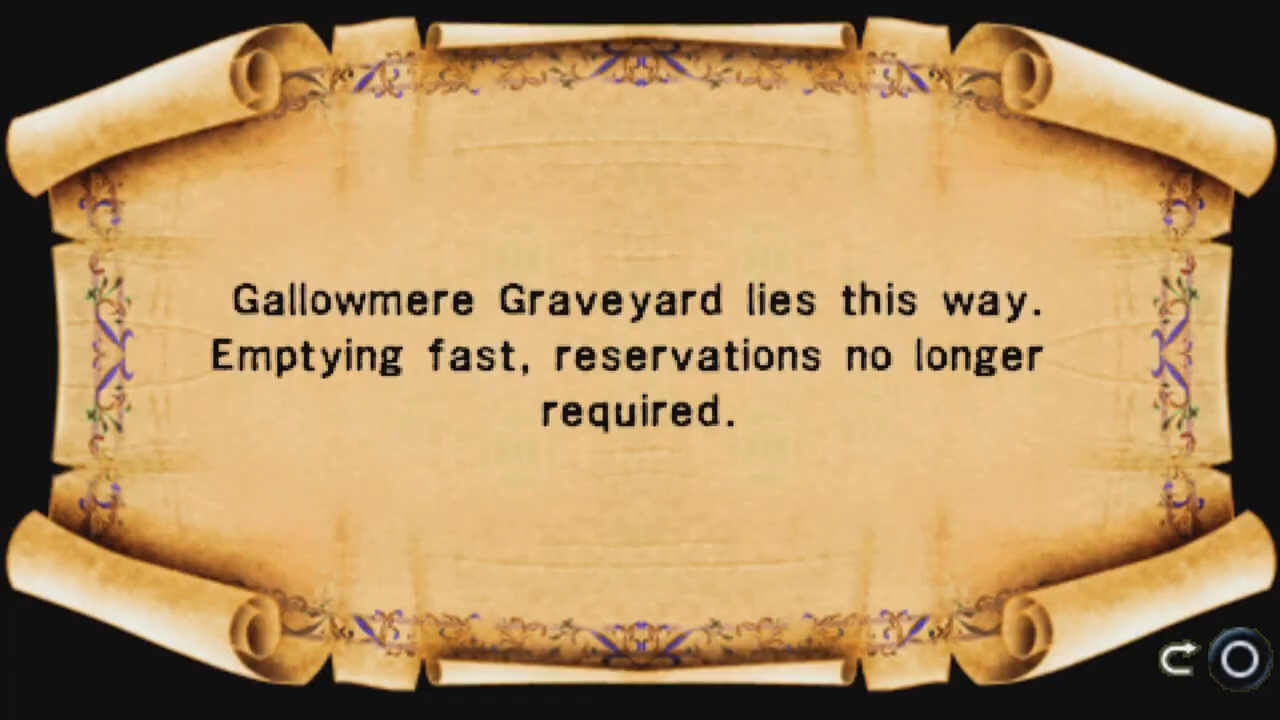 Gallowmere Graveyard lies this way.
Emptying fast, reservations no longer
required.